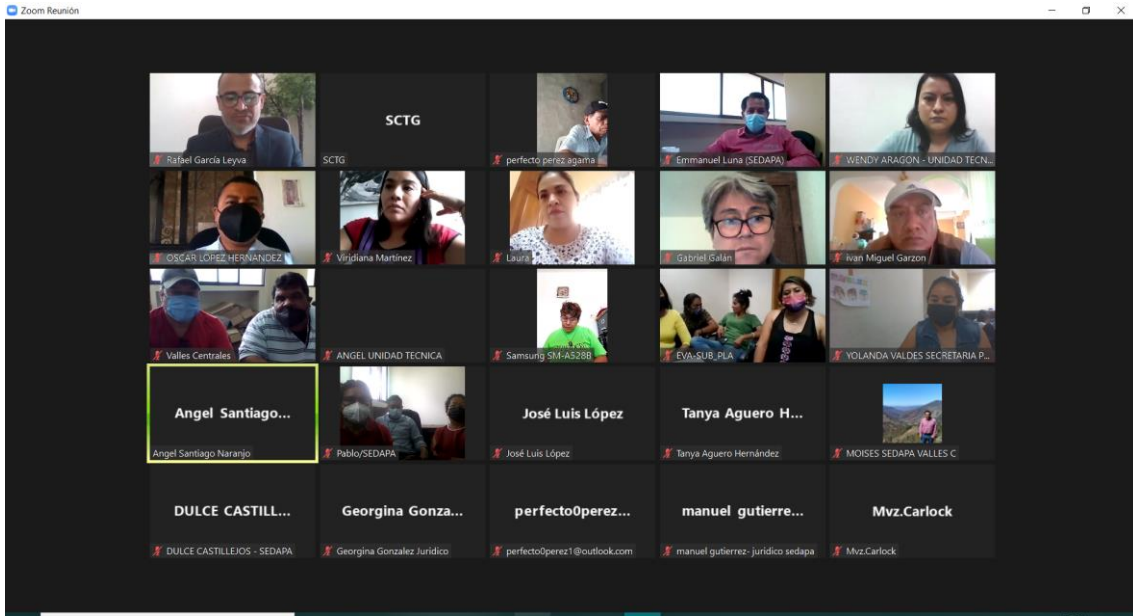 Zoom Reunión
Rafael García Leyva
SCTG
SCTG
perfecto perez agama
Emmanuel Luna (SEDAPA)
WENDY ARAGON - UNIDAD TECN...
OSCAR LÓPEZ HERNÁNDEZ
Viridiana Martínez
Laura
Gabriel Galán
ivan Miguel Garzon
Valles Centrales
ANGEL UNIDAD TECNICA
Samsung SM-A528B
EVA-SUB_PLA
YOLANDA VALDES SECRETARIA P...
Angel Santiago...
Angel Santiago Naranjo
Pablo/SEDAPA
José Luis López
José Luis López
Tanya Aguero H...
Tanya Aguero Hernández
MOISES SEDAPA VALLES C
DULCE CASTILL...
DULCE CASTILLEJOS - SEDAPA
Georgina Gonza...
Georgina Gonzalez Juridico
perfecto0perez...
perfecto0perez1@outlook.com
manuel gutierre...
manuel gutierrez- juridico sedapa
Mvz.Carlock
Mvz.Carlock